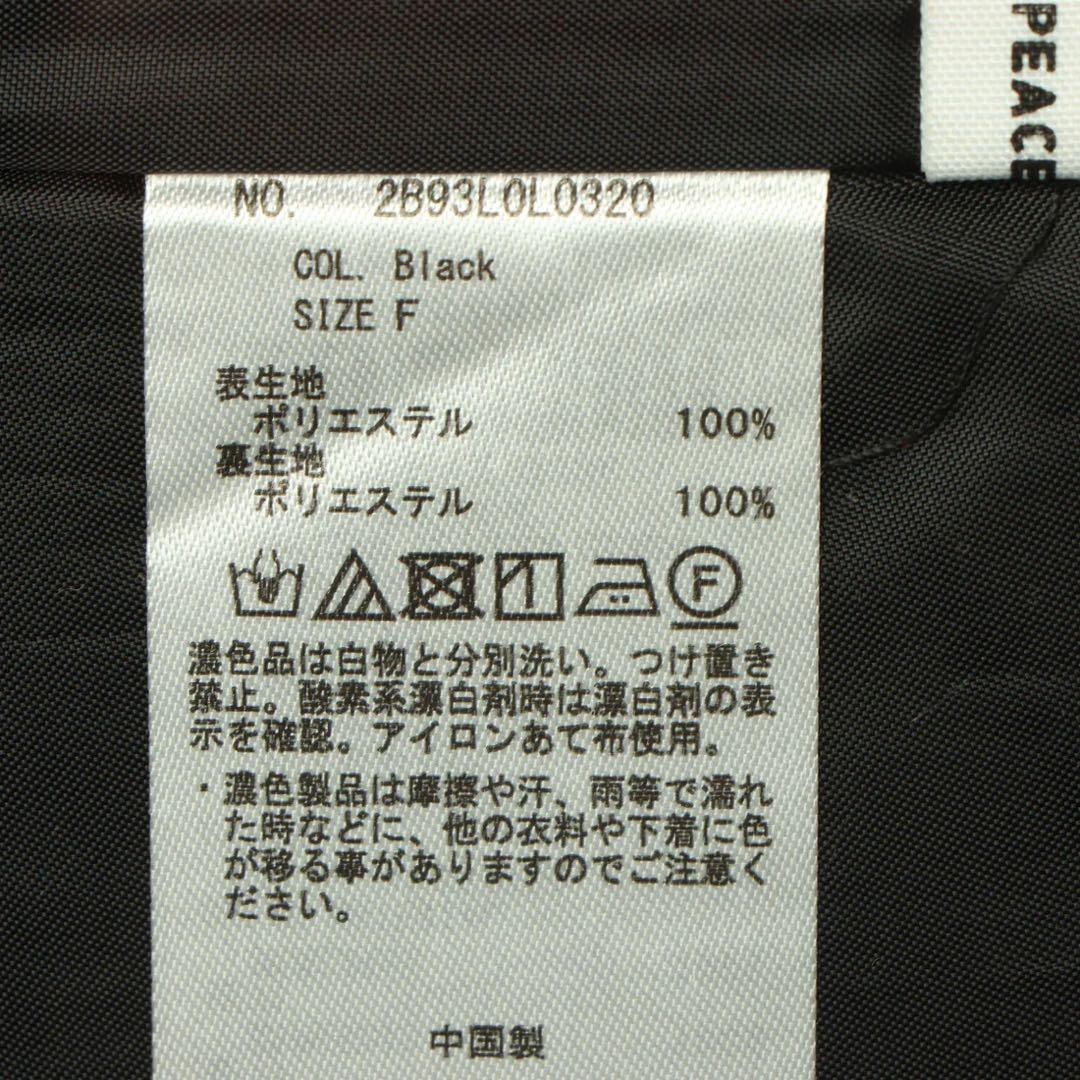 PEACE
NO. 2B93L0L0320
COL. Black
SIZE F
表生地
ポリエステル 100%
裏生地
ポリエステル 100%
F
濃色品は白物と分別洗い。つけ置き
禁止。酸素系漂白剤時は漂白剤の表
示を確認。アイロンあて布使用。
・濃色製品は摩擦や汗、雨等で濡れ
た時などに、他の衣料や下着に色
が移る事がありますのでご注意く
ださい。
中国製